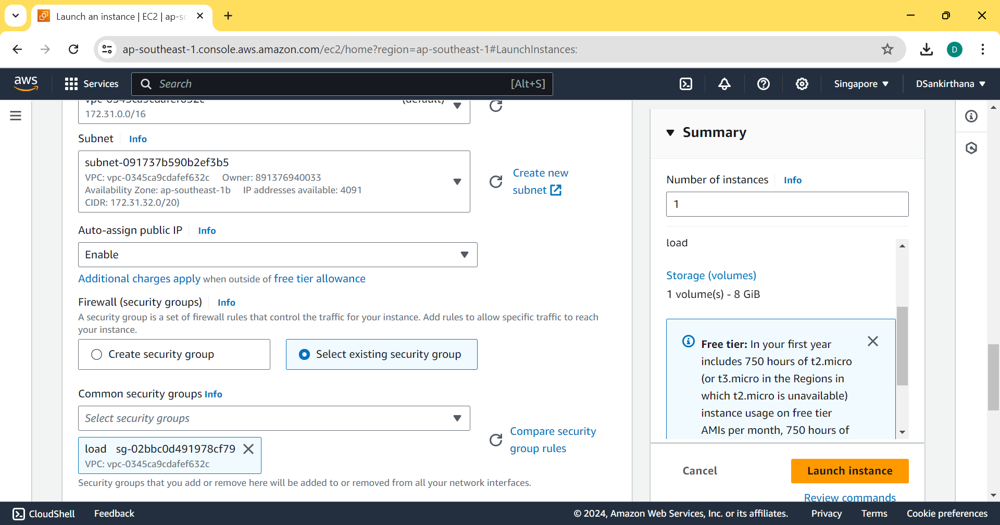 Launch an instance | EC2 | ap-sc
ap-southeast-1.console.aws.amazon.com/ec2/home?region=ap-southeast-1#LaunchInstances:
D
aws
Services
Search
[Alt+S]
Singapore
DSankirthana
vpc-0345ca9cdafef632c
(default)
172.31.0.0/16
Subnet Info
subnet-091737b590b2ef3b5
VPC: vpc-0345ca9cdafef632c Owner: 891376940033
Availability Zone: ap-southeast-1b IP addresses available: 4091
CIDR: 172.31.32.0/20)
Create new
subnet
Auto-assign public IP Info
Enable
Additional charges apply when outside of free tier allowance
Firewall (security groups) Info
A security group is a set of firewall rules that control the traffic for your instance. Add rules to allow specific traffic to reach
your instance.
Create security group
Select existing security group
Common security groups Info
Select security groups
load sg-02bbc0d491978cf79
VPC: vpc-0345ca9cdafef632c
Compare security
group rules
Security groups that you add or remove here will be added to or removed from all your network interfaces.
Summary
Number of instances Info
1
load
Storage (volumes)
1 volume(s) - 8 GiB
Free tier: In your first year
includes 750 hours of t2.micro
(or t3.micro in the Regions in
which t2.micro is unavailable)
instance usage on free tier
AMIs per month, 750 hours of
Cancel
Launch instance
Review commands
CloudShell
Feedback
© 2024, Amazon Web Services, Inc. or its affiliates.
Privacy
Terms
Cookie preferences